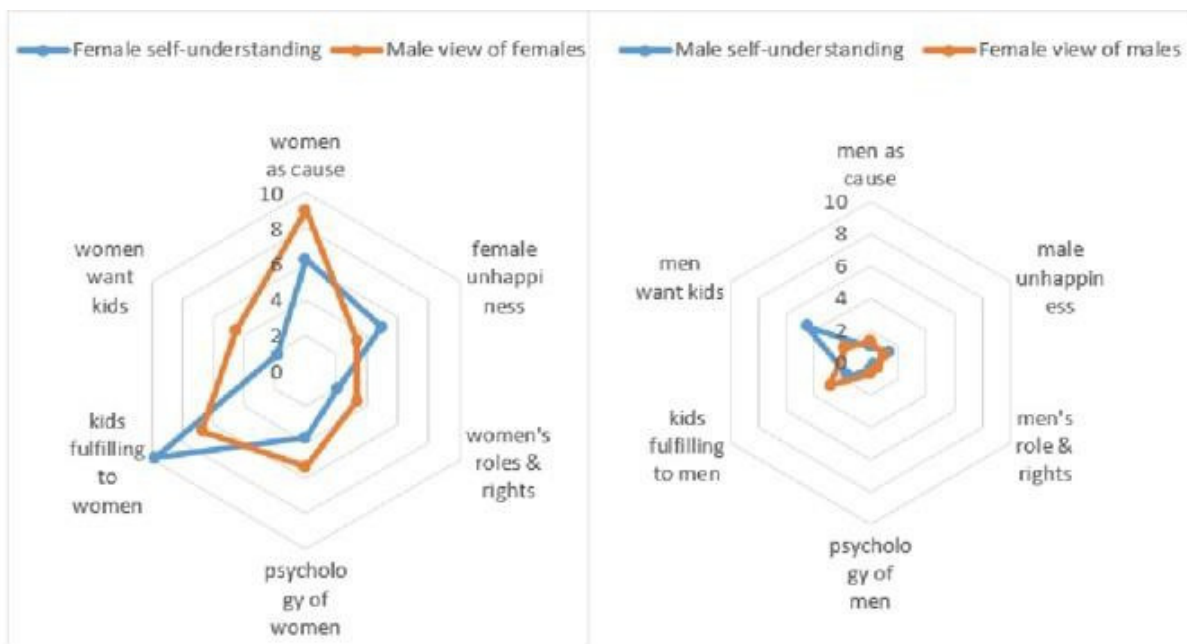 Female self-understanding
Male view of females
women
as cause
10
8
6
4
2
0
female
unhappi
ness
women's
roles &
rights
psycholo
gy of
women
kids
fulfilling
to
women
women
want
kids
Male self-understanding
Female view of males
men as
cause
10
8
6
4
2
0
male
unhappin
ess
men's
role &
rights
psycholo
gy of
men
kids
fulfilling
to men
men
want kids